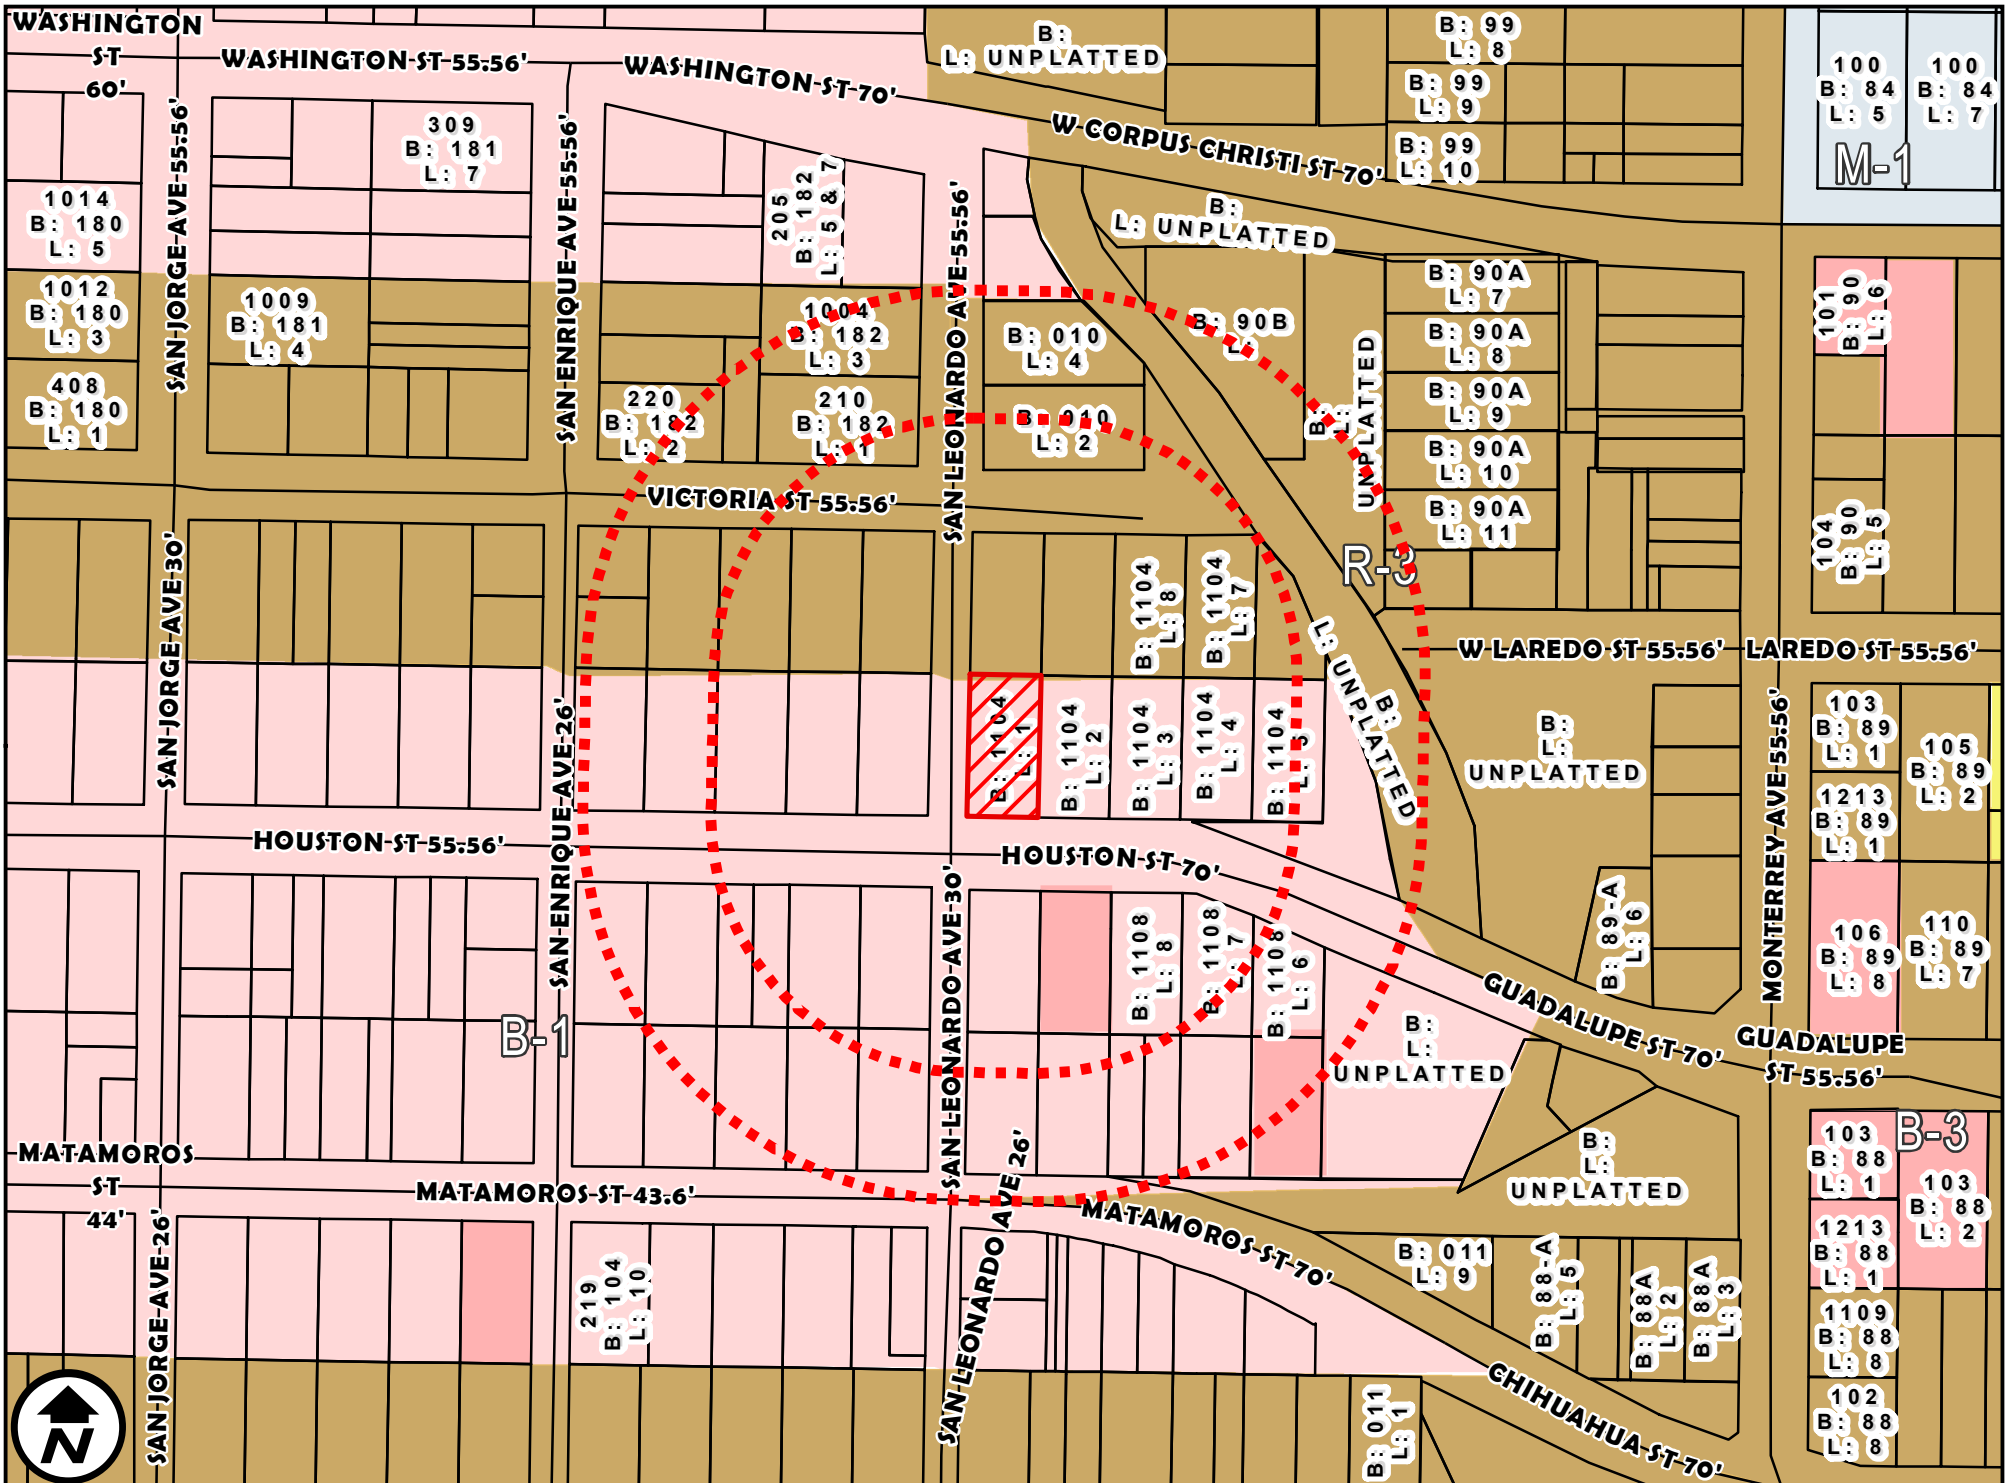 WASHINGTON
ST
60'
WASHINGTON ST 55.56'
WASHINGTON ST 70'
B:
L: UNPLATTED
B: 99
L: 8
B: 99
L: 9
B: 99
L: 10
100
B: 84
L: 5
100
B: 84
L: 7
M-1
W CORPUS CHRISTI ST 70'
SAN JORGE AVE 55.56'
309
B: 181
L: 7
SAN ENRIQUE AVE 55.56'
205
B: 182
L: 5 & 7
SAN LEONARDO AVE 55.56'
B:
L: UNPLATTED
1014
B: 180
L: 5
1012
B: 180
L: 3
408
B: 180
L: 1
1009
B: 181
L: 4
1004
B: 182
L: 3
220
B: 182
L: 2
210
B: 182
L: 1
B: 010
L: 4
B: 010
L: 2
B: 90B
L:
B:
L:
UNPLATTED
B: 90A
L: 7
B: 90A
L: 8
B: 90A
L: 9
B: 90A
L: 10
B: 90A
L: 11
101
B: 90
L: 6
104
B: 90
L: 5
R-3
VICTORIA ST 55.56'
SAN JORGE AVE 30'
B: 1104
L: 8
B: 1104
L: 7
L: UNPLATTED
B:
W LAREDO ST 55.56'
LAREDO ST 55.56'
SAN ENRIQUE AVE 26'
B: 1104
L: 1
B: 1104
L: 2
B: 1104
L: 3
B: 1104
L: 4
B: 1104
L: 5
B:
L:
UNPLATTED
MONTERREY AVE 55.56'
103
B: 89
L: 1
105
B: 89
L: 2
1213
B: 89
L: 1
HOUSTON ST 55.56'
HOUSTON ST 70'
SAN LEONARDO AVE 30'
B: 1108
L: 8
B: 1108
L: 7
B: 1108
L: 6
B: 89-A
L: 6
106
B: 89
L: 8
110
B: 89
L: 7
B-1
B:
L:
UNPLATTED
GUADALUPE ST 70'
GUADALUPE
ST 55.56'
MATAMOROS
ST
44'
MATAMOROS ST 43.6'
SAN LEONARDO AVE 26'
MATAMOROS ST 70'
B:
L:
UNPLATTED
103
B: 88
L: 1
B-3
103
B: 88
L: 2
1213
B: 88
L: 1
SAN JORGE AVE 26'
219
B: 104
L: 10
B: 011
L: 9
B: 88-A
L: 5
B: 88A
L: 2
B: 88A
L: 3
1109
B: 88
L: 8
CHIHUAHUA ST 70'
B: 011
L: 1
102
B: 88
L: 8
N